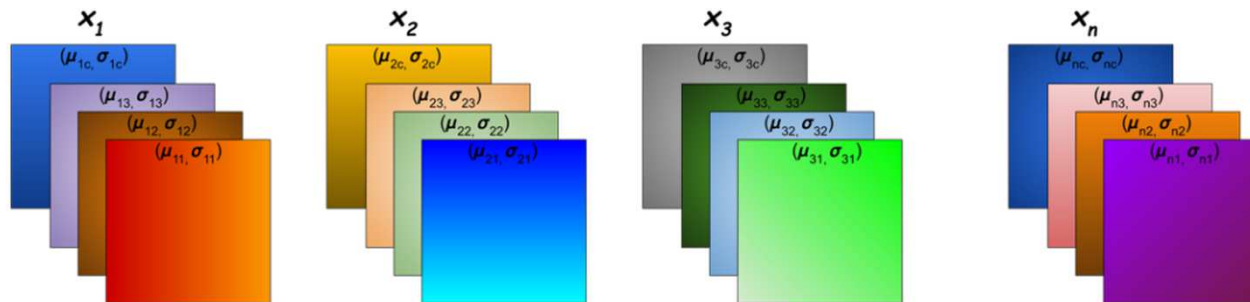 x₁ x₂ x₃ xₙ
(μ₁c, σ₁c) (μ₂c, σ₂c) (μ₃c, σ₃c) (μₙc, σₙc)
(μ₁₃, σ₁₃) (μ₂₃, σ₂₃) (μ₃₃, σ₃₃) (μₙ₃, σₙ₃)
(μ₁₂, σ₁₂) (μ₂₂, σ₂₂) (μ₃₂, σ₃₂) (μₙ₂, σₙ₂)
(μ₁₁, σ₁₁) (μ₂₁, σ₂₁) (μ₃₁, σ₃₁) (μₙ₁, σₙ₁)